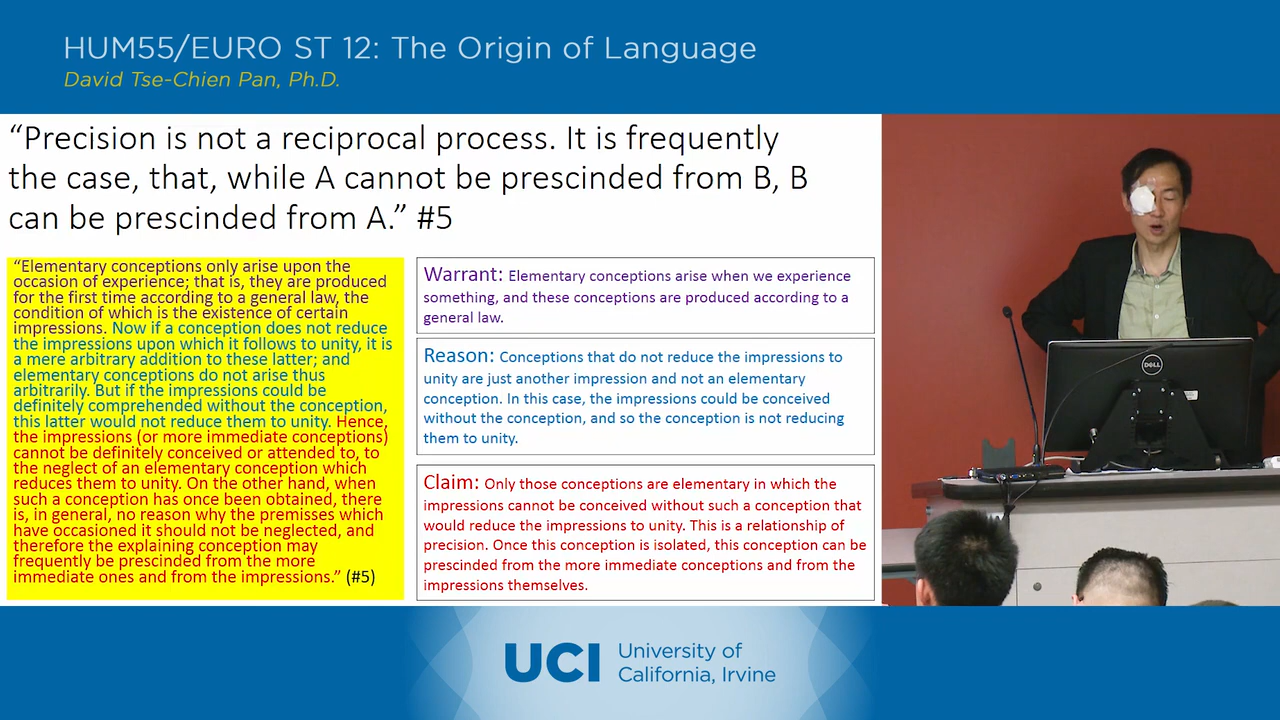 HUM55/EURO ST 12: The Origin of Language
David Tse-Chien Pan, Ph.D.
“Precision is not a reciprocal process. It is frequently
the case, that, while A cannot be prescinded from B, B
can be prescinded from A.” #5
“Elementary conceptions only arise upon the
occasion of experience; that is, they are produced
for the first time according to a general law, the
condition of which is the existence of certain
impressions. Now if a conception does not reduce
the impressions upon which it follows to unity, it is
a mere arbitrary addition to these latter; and
elementary conceptions do not arise thus
arbitrarily. But if the impressions could be
definitely comprehended without the conception,
this latter would not reduce them to unity. Hence,
the impressions (or more immediate conceptions)
cannot be definitely conceived or attended to, to
the neglect of an elementary conception which
reduces them to unity. On the other hand, when
such a conception has once been obtained, there
is, in general, no reason why the premisses which
have occasioned it should not be neglected, and
therefore the explaining conception may
frequently be prescinded from the more
immediate ones and from the impressions.” (#5)
Warrant: Elementary conceptions arise when we experience
something, and these conceptions are produced according to a
general law.
Reason: Conceptions that do not reduce the impressions to
unity are just another impression and not an elementary
conception. In this case, the impressions could be conceived
without the conception, and so the conception is not reducing
them to unity.
Claim: Only those conceptions are elementary in which the
impressions cannot be conceived without such a conception that
would reduce the impressions to unity. This is a relationship of
precision. Once this conception is isolated, this conception can be
prescinded from the more immediate conceptions and from the
impressions themselves.
DELL
UCI University of
California, Irvine